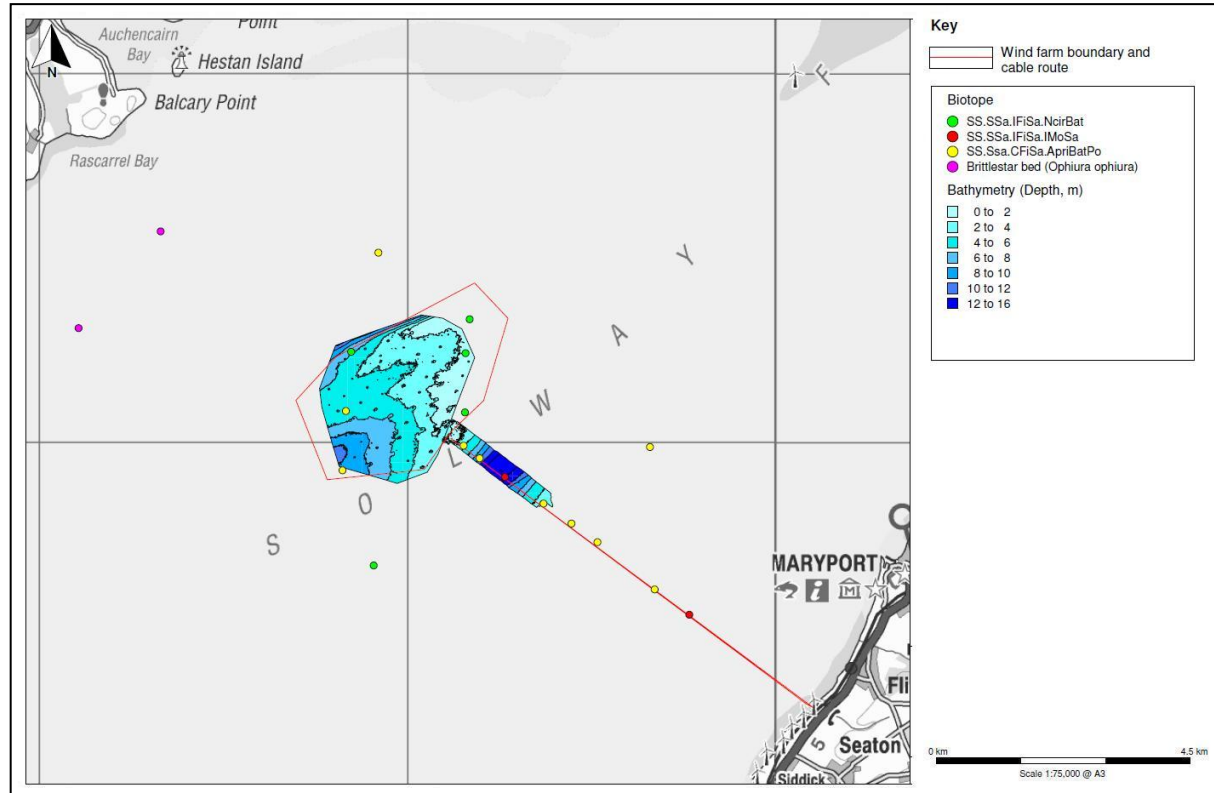 Point
Auchencairn
Bay
Hestan Island
N
Balcary Point
Rascarrel Bay
F
S O L W A Y
MARYPORT
i
M
Fli
5
Seaton
Siddick
Key
Wind farm boundary and
cable route
Biotope
SS.SSa.IFiSa.NcirBat
SS.SSa.IFiSa.IMoSa
SS.Ssa.CFiSa.ApriBatPo
Brittlestar bed (Ophiura ophiura)
Bathymetry (Depth, m)
0 to 2
2 to 4
4 to 6
6 to 8
8 to 10
10 to 12
12 to 16
0 km
4.5 km
Scale 1:75,000 @ A3